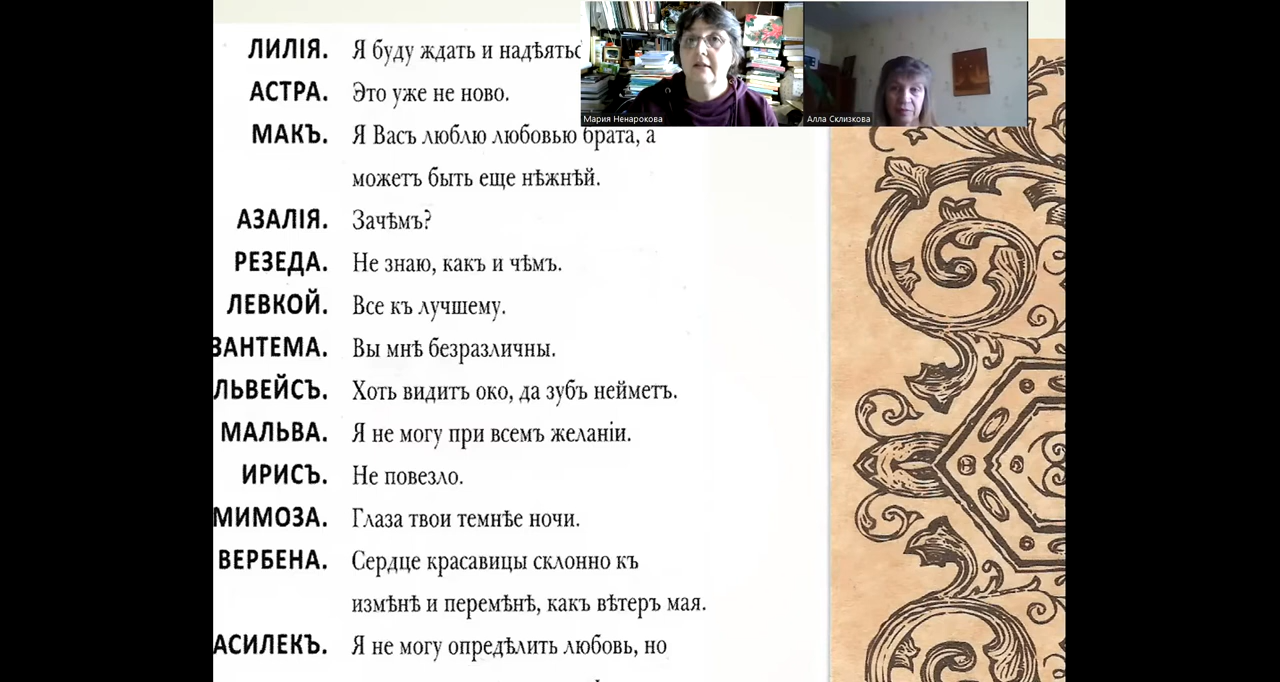 ЛИЛІЯ. Я буду ждать и надѣятьс
АСТРА. Это уже не ново.
МАКЪ. Я Васъ люблю любовью брата, а
можетъ быть еще нѣжнѣй.
АЗАЛІЯ. Зачѣмъ?
РЕЗЕДА. Не знаю, какъ и чѣмъ.
ЛЕВКОЙ. Все къ лучшему.
ЗАНТЕМА. Вы мнѣ безразличны.
ЛЬВЕЙСЪ. Хоть видитъ око, да зубъ нейметъ.
МАЛЬВА. Я не могу при всемъ желаніи.
ИРИСЪ. Не повезло.
МИМОЗА. Глаза твои темнѣе ночи.
ВЕРБЕНА. Сердце красавицы склонно къ
измѣнѣ и перемѣнѣ, какъ вѣтеръ мая.
АСИЛЕКЪ. Я не могу опредѣлить любовь, но
Мария Ненарокова
Алла Склизкова